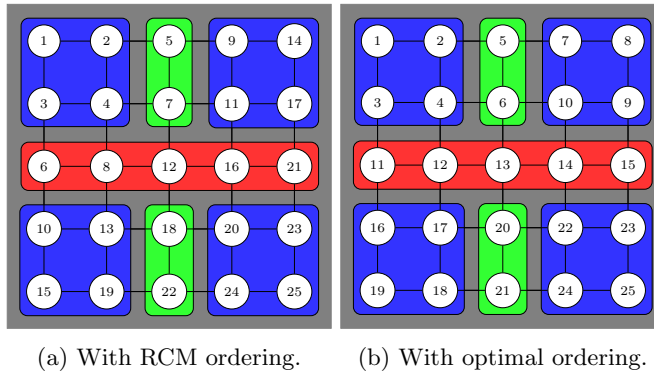 1 2 5 9 14
3 4 7 11 17
6 8 12 16 21
10 13 18 20 23
15 19 22 24 25
(a) With RCM ordering.
1 2 5 7 8
3 4 6 10 9
11 12 13 14 15
16 17 20 22 23
19 18 21 24 25
(b) With optimal ordering.